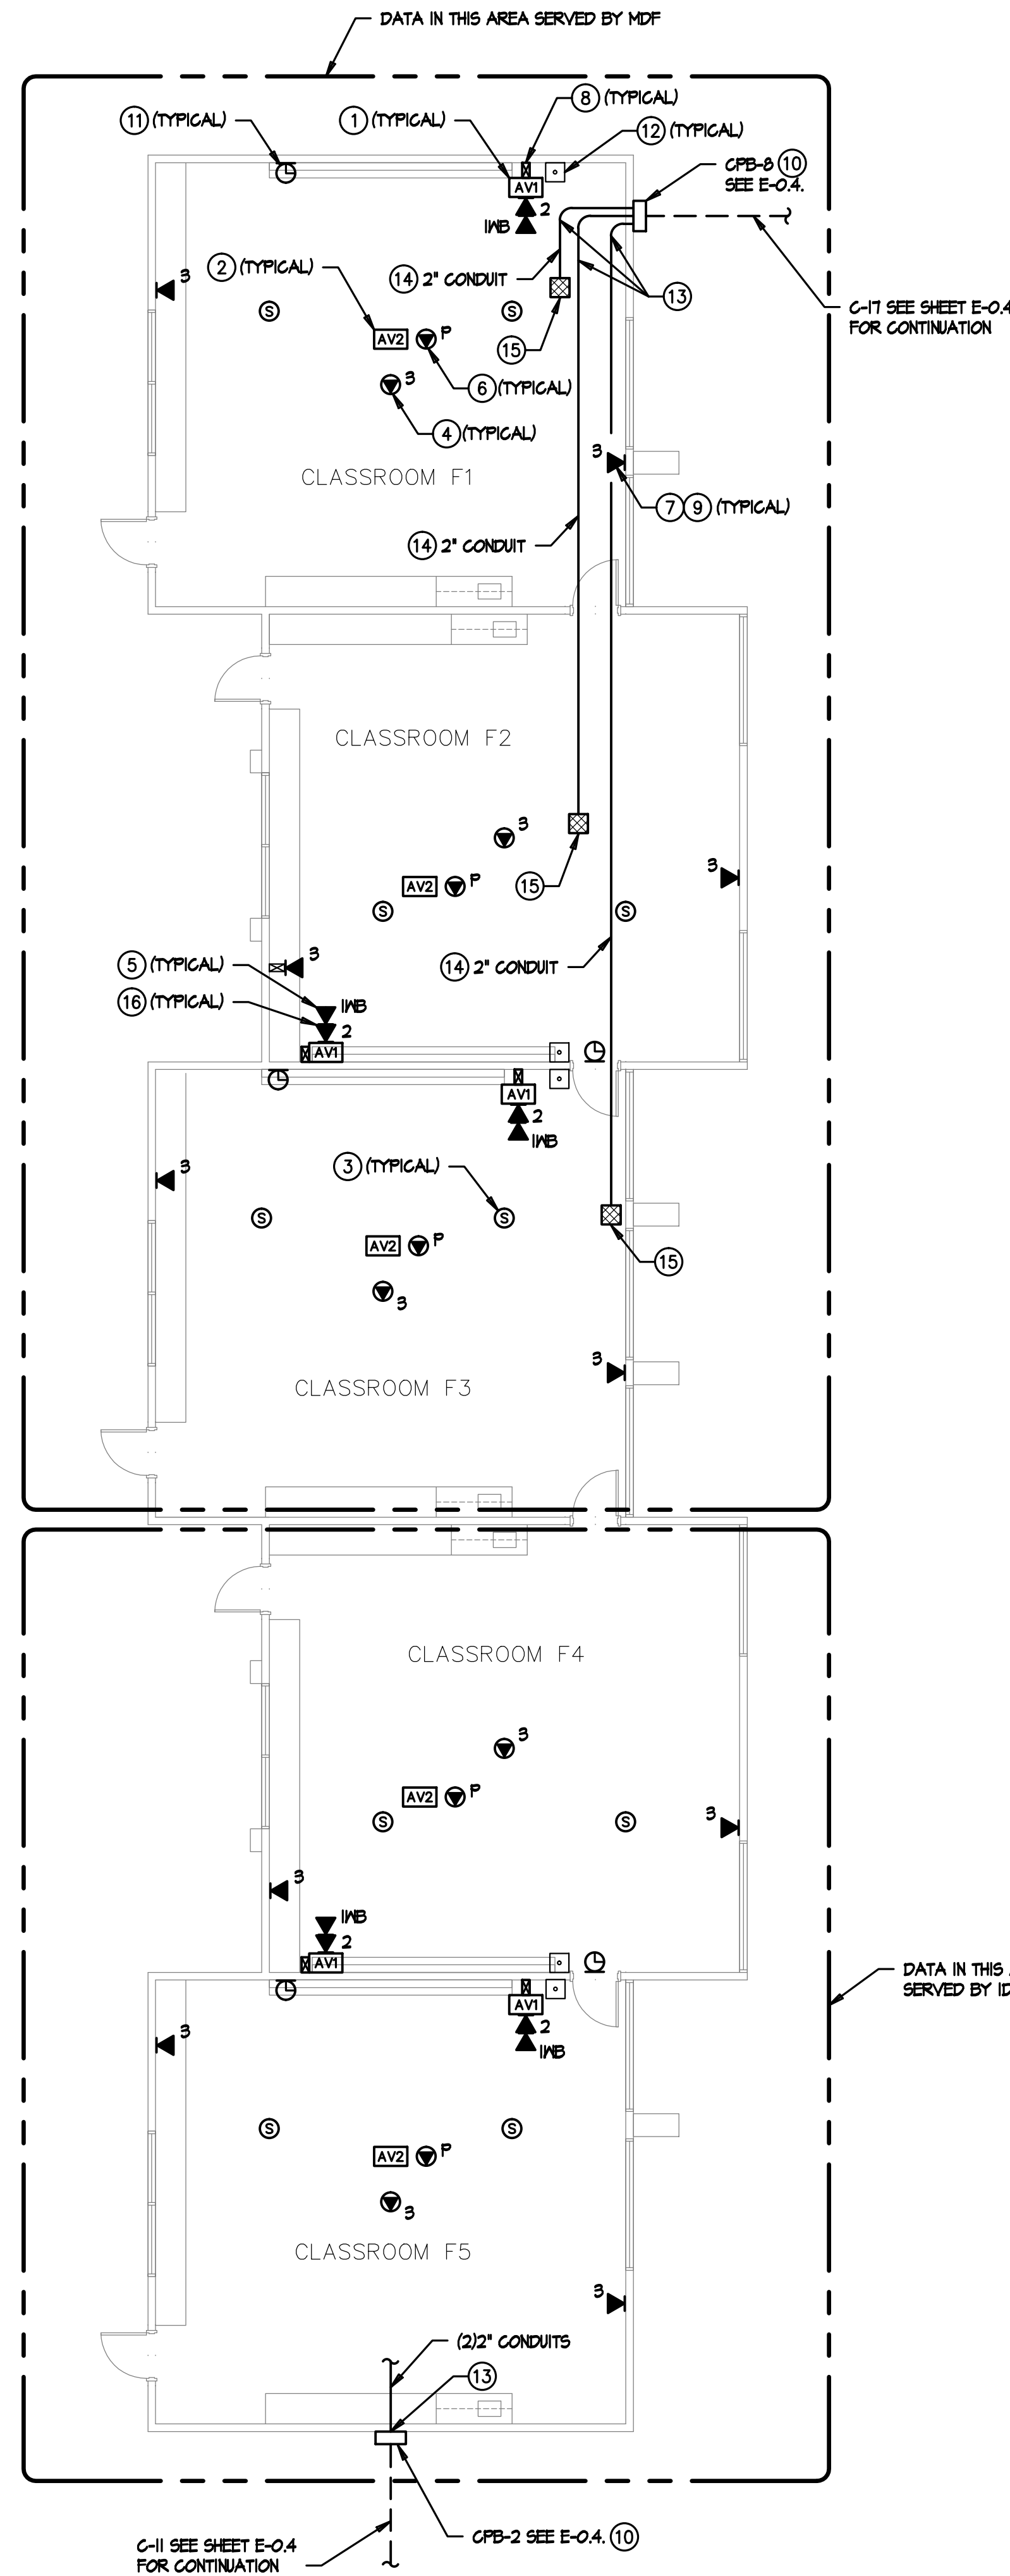 DATA IN THIS AREA SERVED BY MDF
8 (TYPICAL)
11 (TYPICAL)
1 (TYPICAL)
12 (TYPICAL)
CPB-8 10
SEE E-0.4.
AV1
2
IWB
2 (TYPICAL)
14 2" CONDUIT
3
13
S
S
C-17 SEE SHEET E-0.4
FOR CONTINUATION
AV2
P
15
3
6 (TYPICAL)
4 (TYPICAL)
3
CLASSROOM F1
7 9 (TYPICAL)
14 2" CONDUIT
CLASSROOM F2
3
3
AV2
P
15
S
S
3
5 (TYPICAL)
14 2" CONDUIT
16 (TYPICAL)
IWB
2
AV1
AV1
2
IWB
3
3 (TYPICAL)
S
S
AV2
P
15
3
3
CLASSROOM F3
CLASSROOM F4
3
AV2
P
3
S
S
3
IWB
2
AV1
DATA IN THIS
SERVED BY
AV1
2
IWB
3
S
S
AV2
P
3
CLASSROOM F5
3
(2)2" CONDUITS
13
CPB-2 SEE E-0.4. 10
C-11 SEE SHEET E-0.4
FOR CONTINUATION